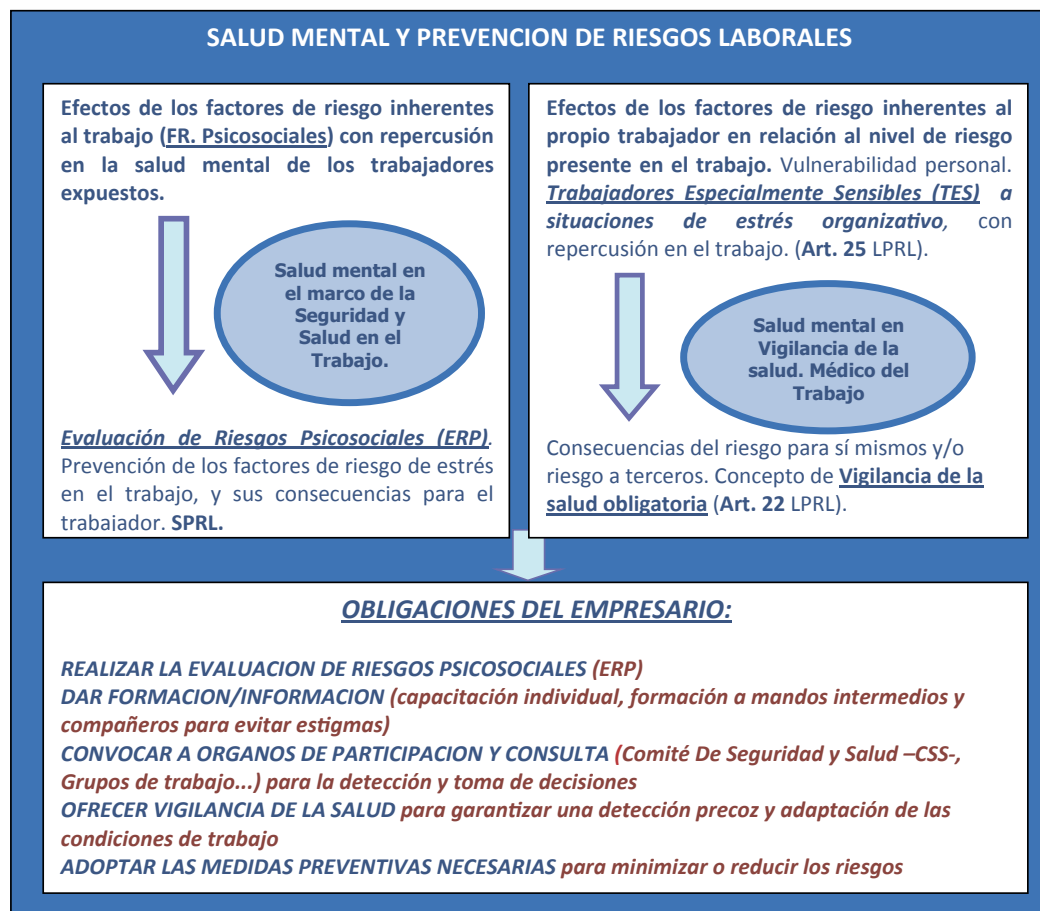 SALUD MENTAL Y PREVENCION DE RIESGOS LABORALES
Efectos de los factores de riesgo inherentes
al trabajo (FR. Psicosociales) con repercusión
en la salud mental de los trabajadores
expuestos.
Salud mental en
el marco de la
Seguridad y
Salud en el
Trabajo.
Evaluación de Riesgos Psicosociales (ERP).
Prevención de los factores de riesgo de estrés
en el trabajo, y sus consecuencias para el
trabajador. SPRL.
Efectos de los factores de riesgo inherentes al
propio trabajador en relación al nivel de riesgo
presente en el trabajo. Vulnerabilidad personal.
Trabajadores Especialmente Sensibles (TES) a
situaciones de estrés organizativo, con
repercusión en el trabajo. (Art. 25 LPRL).
Salud mental en
Vigilancia de la
salud. Médico del
Trabajo
Consecuencias del riesgo para sí mismos y/o
riesgo a terceros. Concepto de Vigilancia de la
salud obligatoria (Art. 22 LPRL).
OBLIGACIONES DEL EMPRESARIO:
REALIZAR LA EVALUACION DE RIESGOS PSICOSOCIALES (ERP)
DAR FORMACION/INFORMACION (capacitación individual, formación a mandos intermedios y
compañeros para evitar estigmas)
CONVOCAR A ORGANOS DE PARTICIPACION Y CONSULTA (Comité De Seguridad y Salud –CSS-,
Grupos de trabajo...) para la detección y toma de decisiones
OFRECER VIGILANCIA DE LA SALUD para garantizar una detección precoz y adaptación de las
condiciones de trabajo
ADOPTAR LAS MEDIDAS PREVENTIVAS NECESARIAS para minimizar o reducir los riesgos